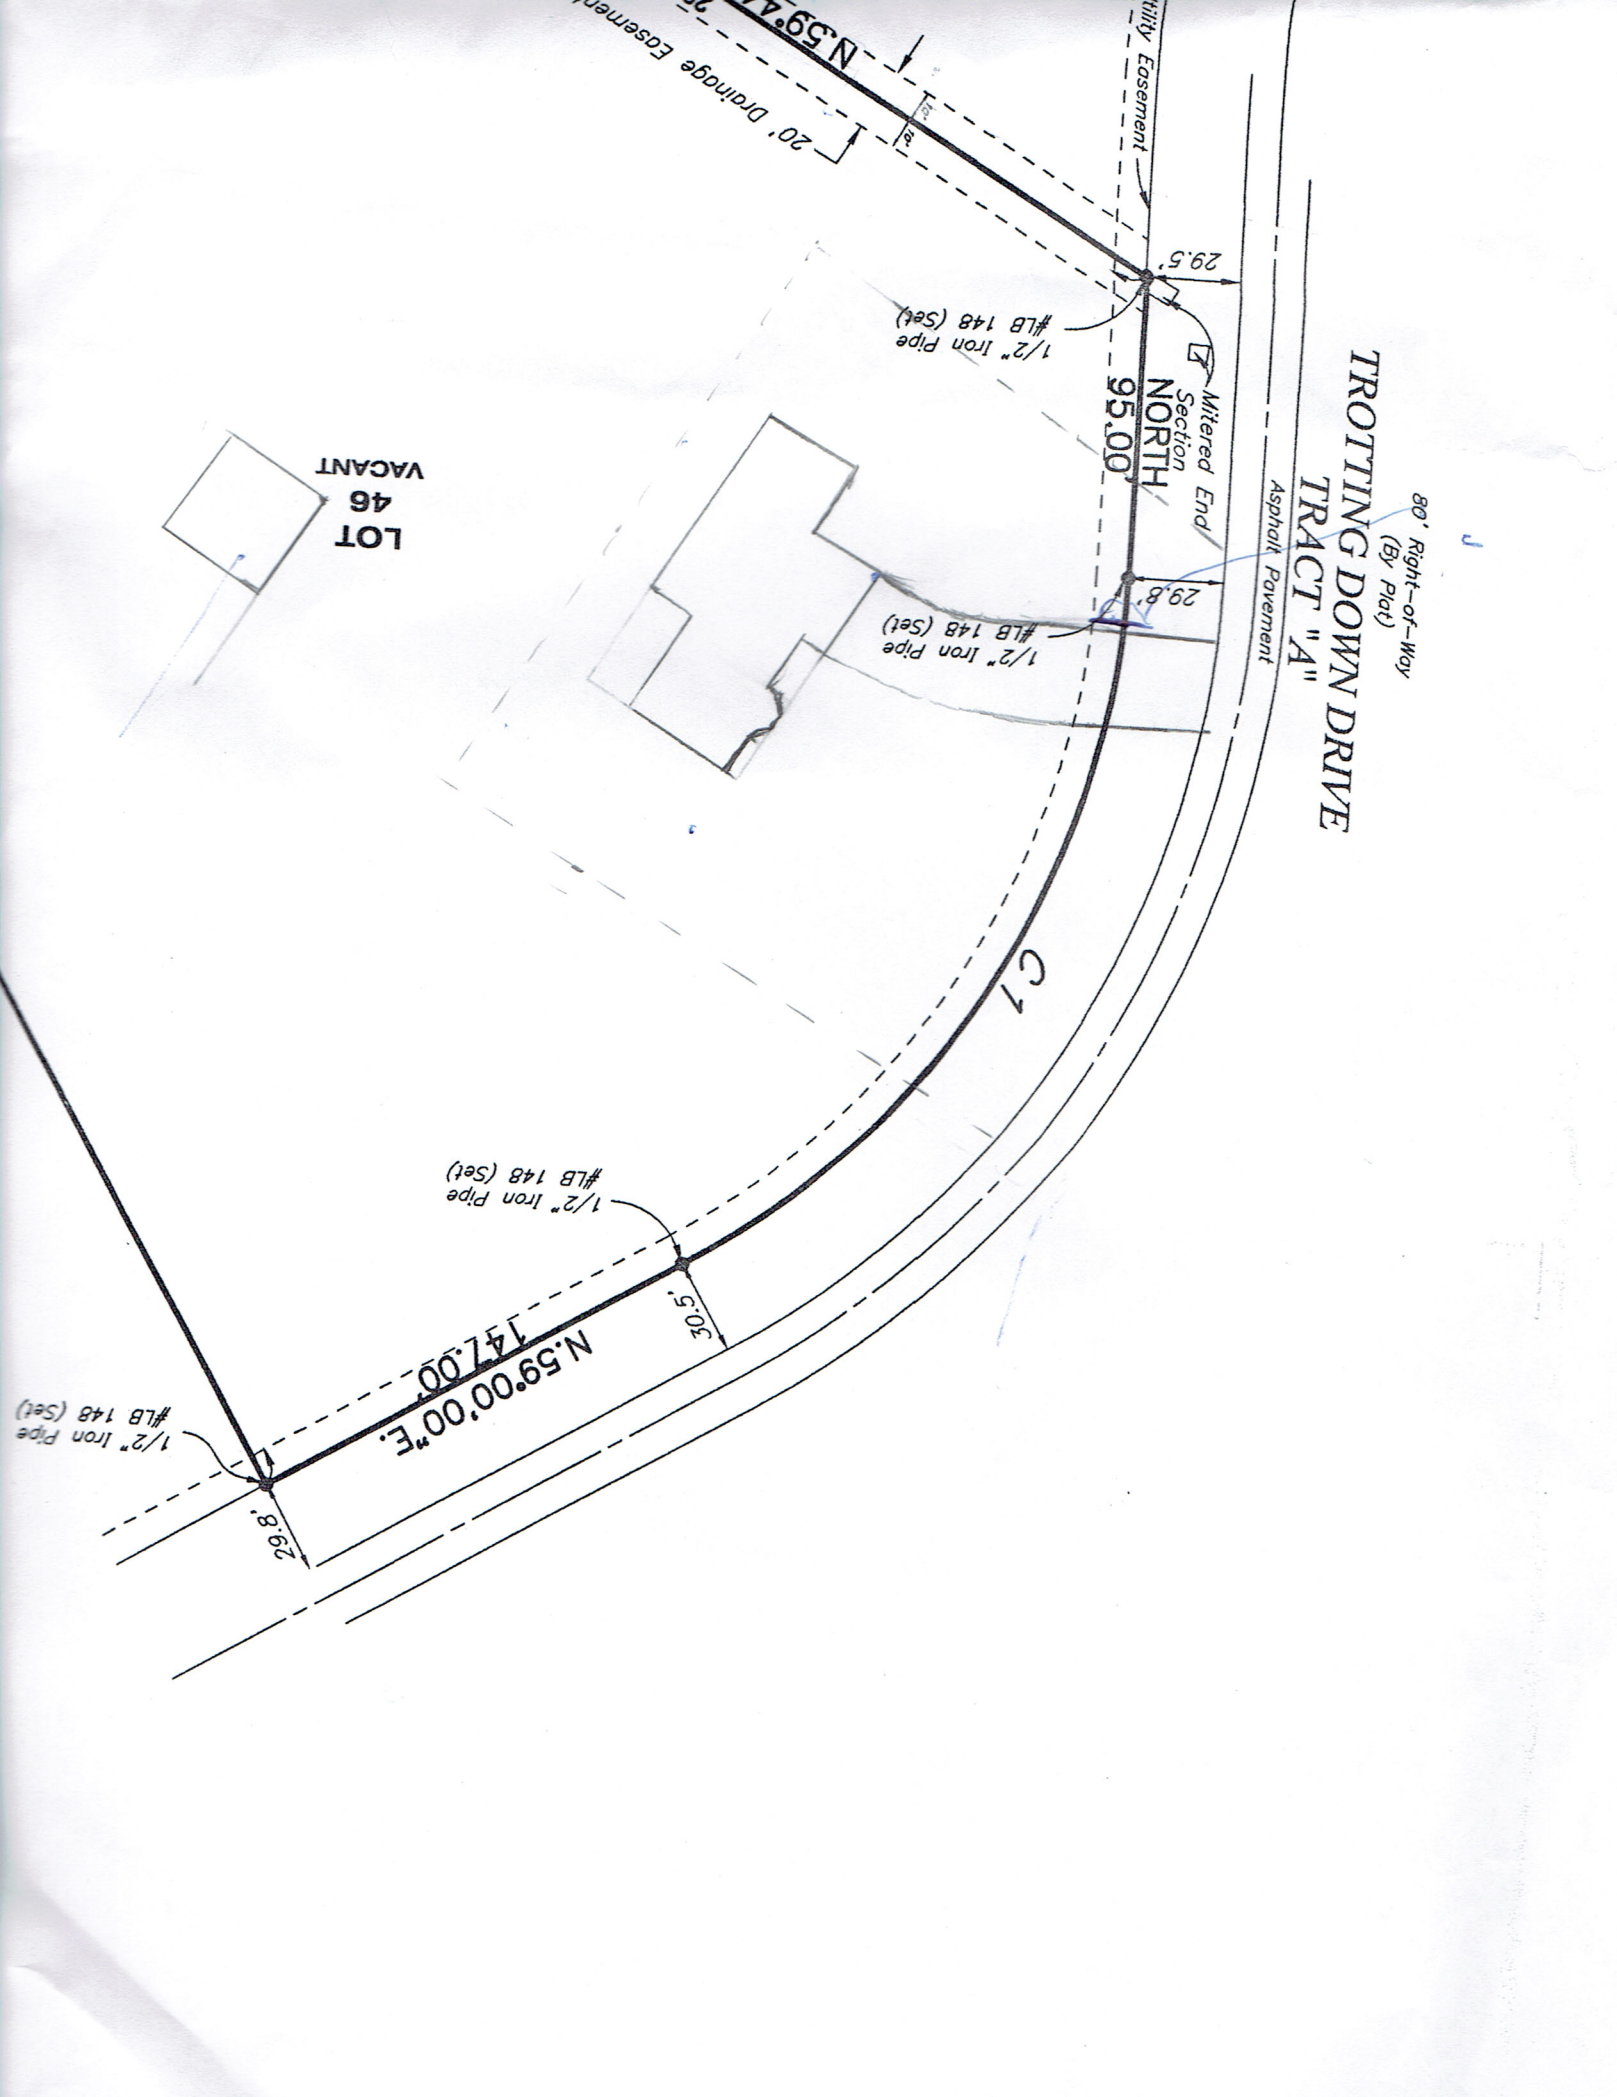 80' Right-of-Way
(By Plat)
TROTTING DOWN DRIVE
TRACT "A"
Asphalt Pavement
Easement
20' Drainage Easement
10'
10'
29.5'
1/2" Iron Pipe
#LB 148 (Set)
Mitered End
Section
NORTH
95.00'
29.8'
1/2" Iron Pipe
#LB 148 (Set)
LOT
46
VACANT
C1
1/2" Iron Pipe
#LB 148 (Set)
30.5'
N.59°00'00"E.
147.00'
1/2" Iron Pipe
#LB 148 (Set)
29.8'